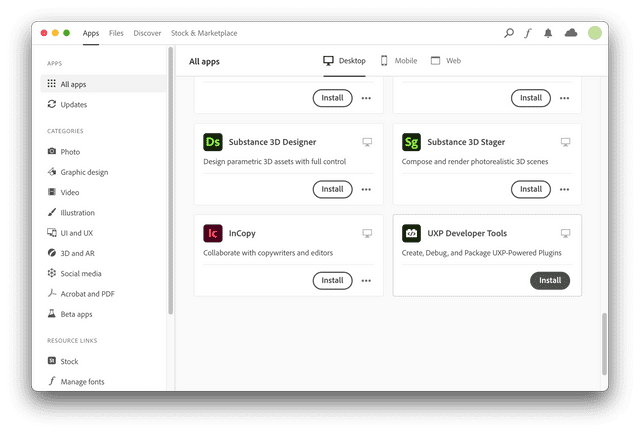 Apps Files Discover Stock & Marketplace
APPS
All apps
Updates
CATEGORIES
Photo
Graphic design
Video
Illustration
UI and UX
3D and AR
Social media
Acrobat and PDF
Beta apps
RESOURCE LINKS
St Stock
Manage fonts
All apps
Desktop Mobile Web
Install
Install
Ds Substance 3D Designer
Design parametric 3D assets with full control
Install
Sg Substance 3D Stager
Compose and render photorealistic 3D scenes
Install
Ic InCopy
Collaborate with copywriters and editors
Install
UXP Developer Tools
Create, Debug, and Package UXP-Powered Plugins
Install